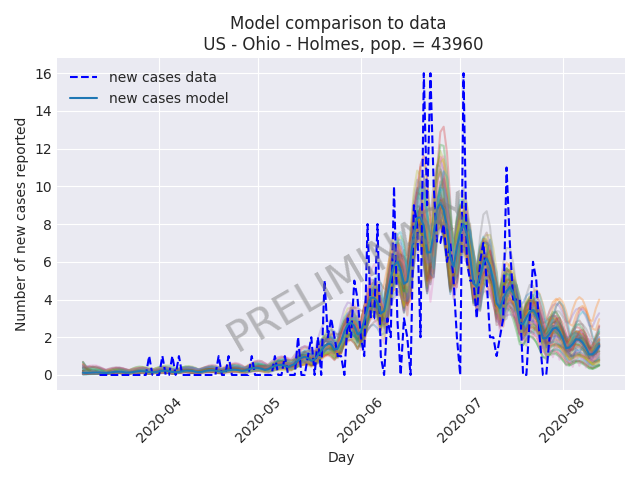 Model comparison to data
US - Ohio - Holmes, pop. = 43960
new cases data
new cases model
Number of new cases reported
16
14
12
10
8
6
4
2
0
PRELIMINARY
2020-04
2020-05
2020-06
2020-07
2020-08
Day